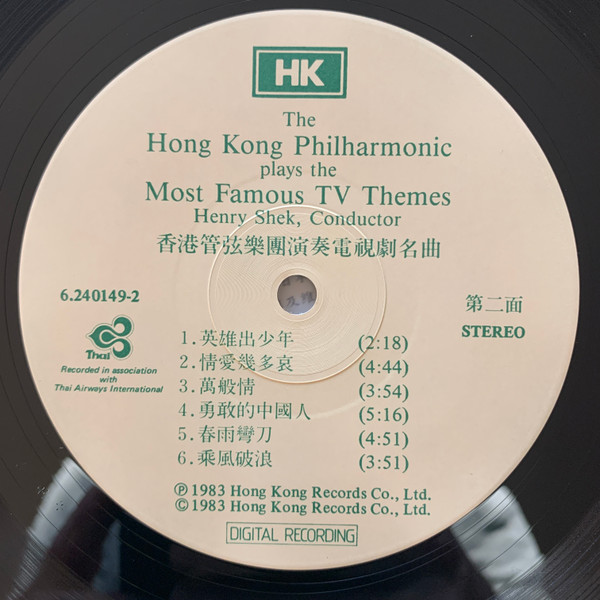 HK
The
Hong Kong Philharmonic
plays the
Most Famous TV Themes
Henry Shek, Conductor
香港管弦樂團演奏電視劇名曲
6.240149-2
第二面
STEREO
Thai
Recorded in association
with
Thai Airways International
1.英雄出少年 (2:18)
2.情愛幾多哀 (4:44)
3.萬般情 (3:54)
4.勇敢的中國人 (5:16)
5.春雨彎刀 (4:51)
6.乘風破浪 (3:51)
Ⓟ 1983 Hong Kong Records Co., Ltd.
© 1983 Hong Kong Records Co., Ltd.
DIGITAL RECORDING